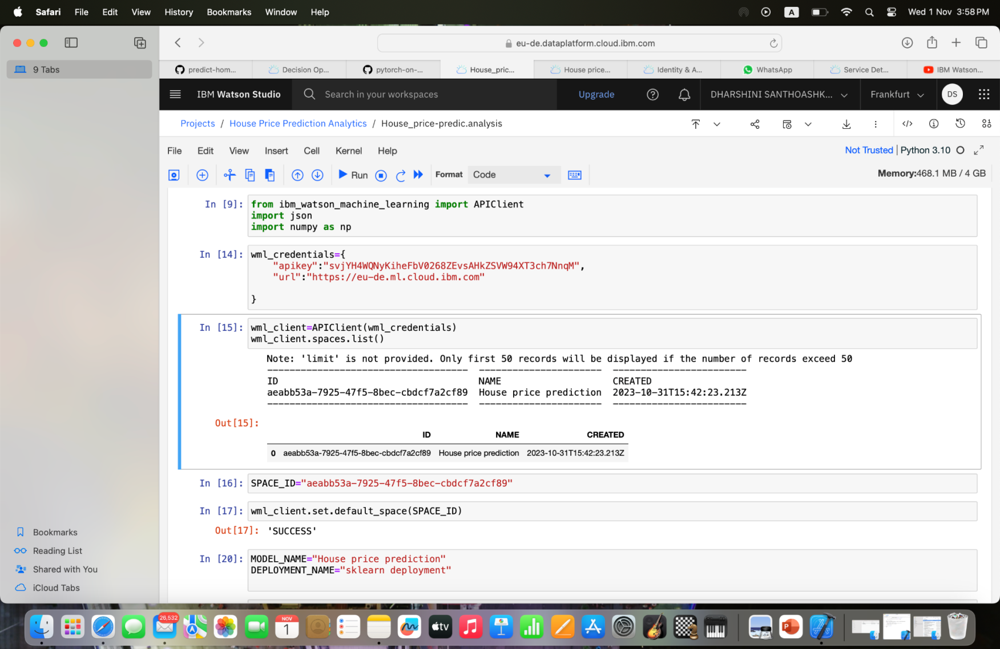 Safari File Edit View History Bookmarks Window Help A Wed 1 Nov 3:58 PM
9 Tabs
eu-de.dataplatform.cloud.ibm.com
predict-hom... Decision Op... pytorch-on-... House_pric... House price... Identity & A... WhatsApp Service Det... IBM Watson...
IBM Watson Studio Search in your workspaces Upgrade DHARSHINI SANTHOASHK... Frankfurt DS
Projects / House Price Prediction Analytics / House_price-predic.analysis
File Edit View Insert Cell Kernel Help Not Trusted | Python 3.10
Run Format Code Memory:468.1 MB / 4 GB
In [9]: from ibm_watson_machine_learning import APIClient
import json
import numpy as np
In [14]: wml_credentials={
"apikey":"svjYH4WQNyKiheFbV0268ZEvsAHkZSVW94XT3ch7NnqM",
"url":"https://eu-de.ml.cloud.ibm.com"
}
In [15]: wml_client=APIClient(wml_credentials)
wml_client.spaces.list()
Note: 'limit' is not provided. Only first 50 records will be displayed if the number of records exceed 50
------------------------------------ ---------------------- ------------------------
ID NAME CREATED
aeabb53a-7925-47f5-8bec-cbdcf7a2cf89 House price prediction 2023-10-31T15:42:23.213Z
------------------------------------ ---------------------- ------------------------
Out[15]:
ID NAME CREATED
0 aeabb53a-7925-47f5-8bec-cbdcf7a2cf89 House price prediction 2023-10-31T15:42:23.213Z
In [16]: SPACE_ID="aeabb53a-7925-47f5-8bec-cbdcf7a2cf89"
In [17]: wml_client.set.default_space(SPACE_ID)
Out[17]: 'SUCCESS'
In [20]: MODEL_NAME="House price prediction"
DEPLOYMENT_NAME="sklearn deployment"
Bookmarks
Reading List
Shared with You
iCloud Tabs
26,532
NOV
1
tv
P